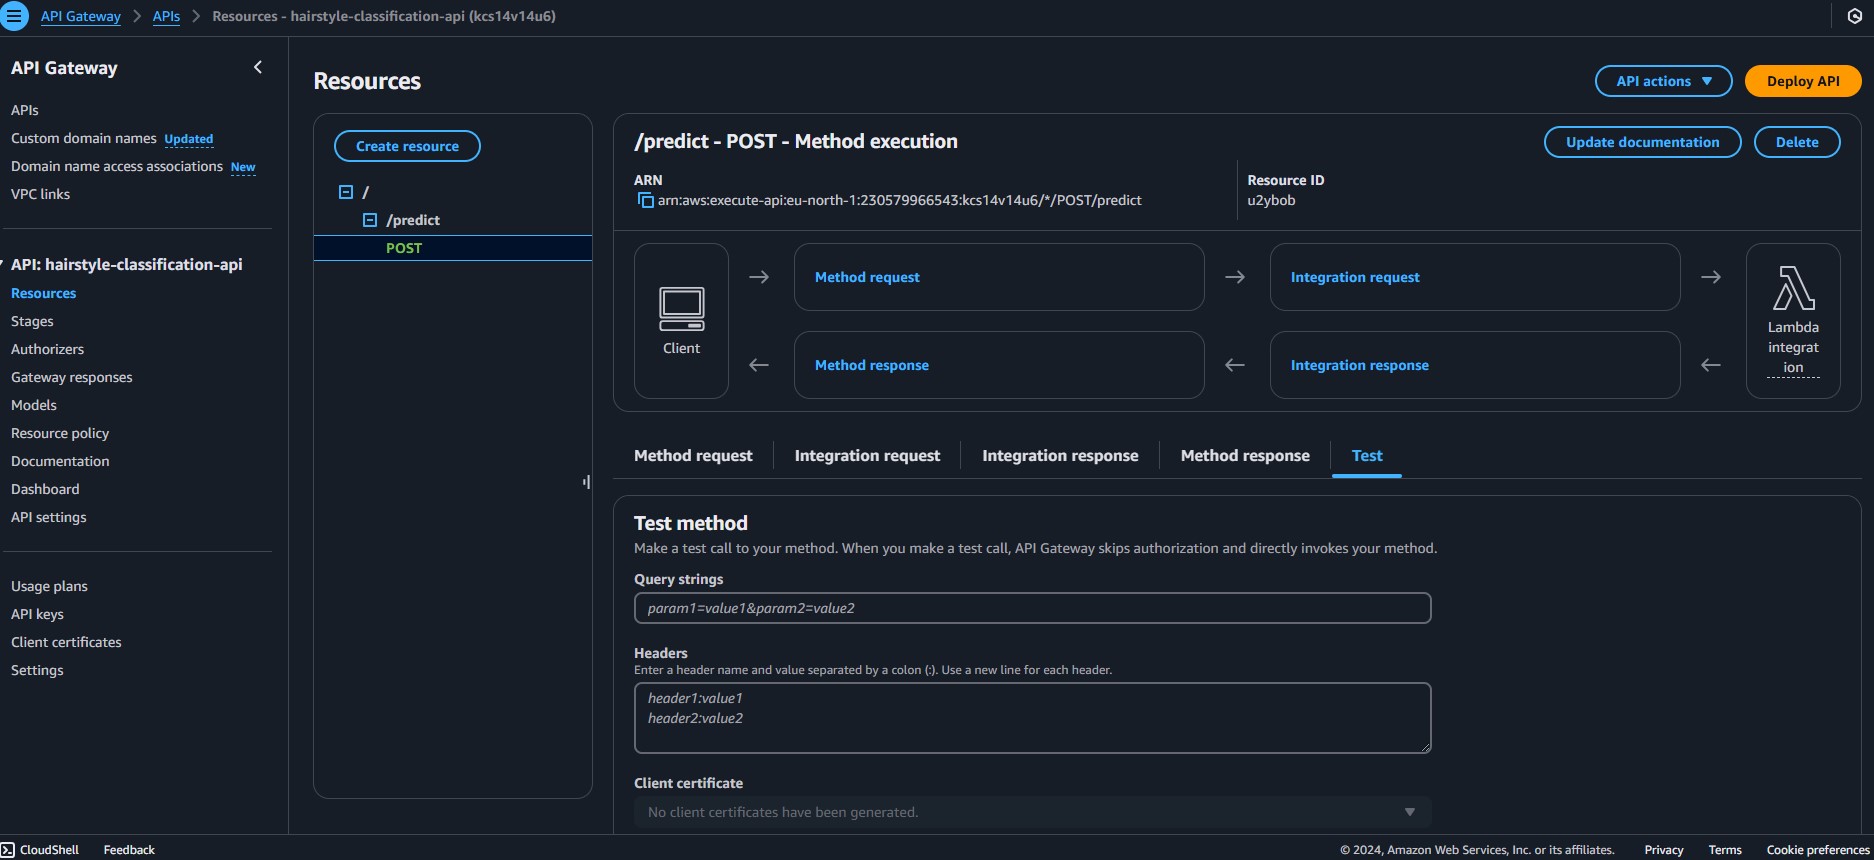 API Gateway > APIs > Resources - hairstyle-classification-api (kcs14v14u6)
API Gateway
APIs
Custom domain names Updated
Domain name access associations New
VPC links
API: hairstyle-classification-api
Resources
Stages
Authorizers
Gateway responses
Models
Resource policy
Documentation
Dashboard
API settings
Usage plans
API keys
Client certificates
Settings
Resources
API actions
Deploy API
Create resource
/
/predict
POST
/predict - POST - Method execution
Update documentation
Delete
ARN
arn:aws:execute-api:eu-north-1:230579966543:kcs14v14u6/*/POST/predict
Resource ID
u2ybob
Client
Method request
Integration request
Method response
Integration response
Lambda
integrat
ion
Method request
Integration request
Integration response
Method response
Test
Test method
Make a test call to your method. When you make a test call, API Gateway skips authorization and directly invokes your method.
Query strings
param1=value1&param2=value2
Headers
Enter a header name and value separated by a colon (:). Use a new line for each header.
header1:value1
header2:value2
Client certificate
No client certificates have been generated.
CloudShell
Feedback
© 2024, Amazon Web Services, Inc. or its affiliates.
Privacy
Terms
Cookie preferences